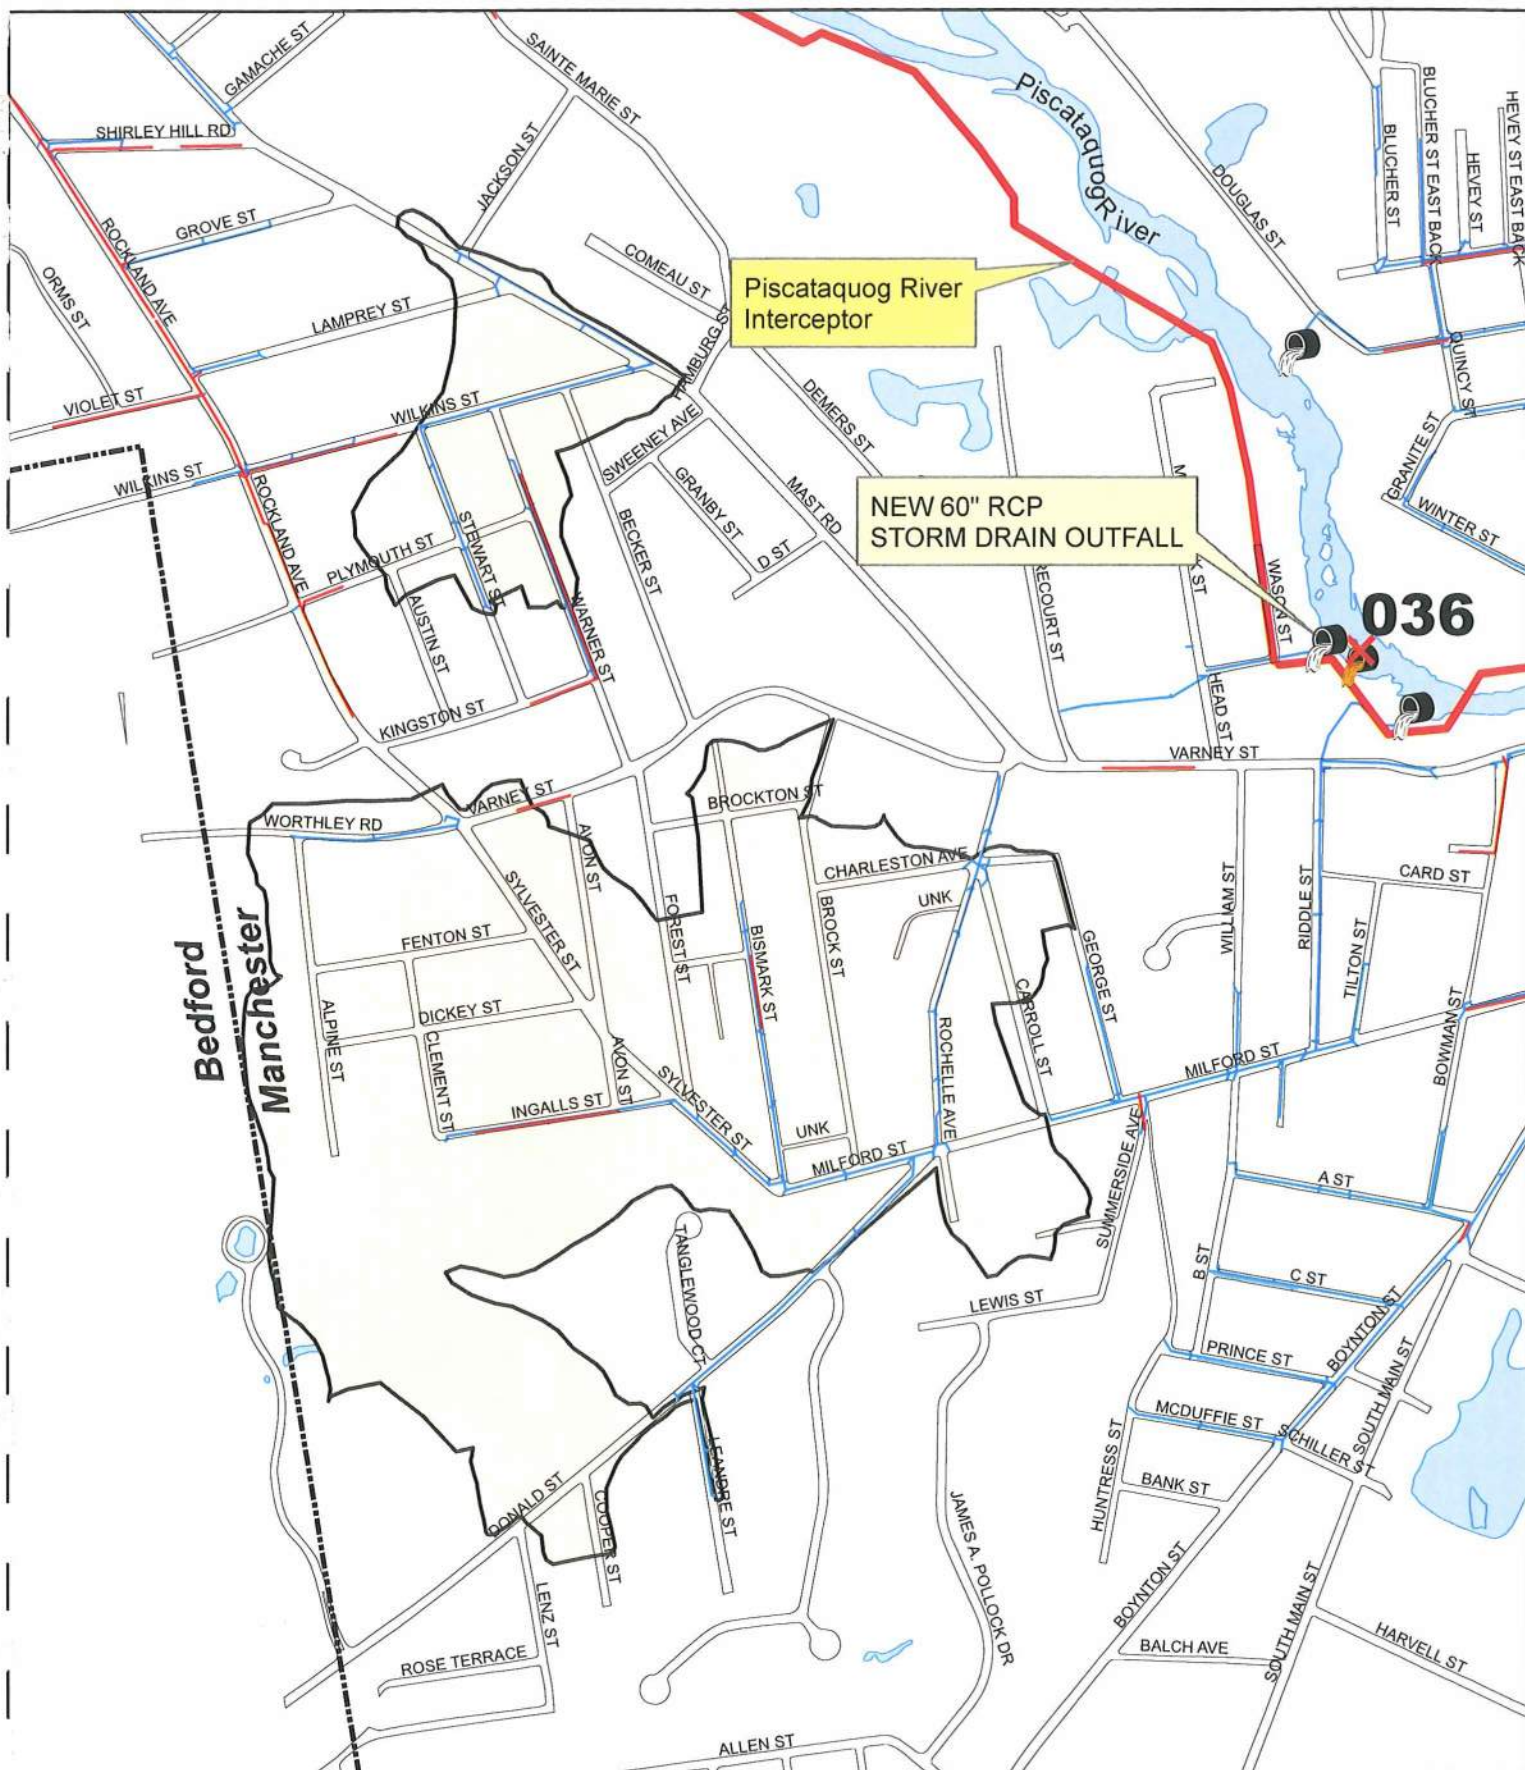 SAINTE MARIE ST
GAMACHE ST
SHIRLEY HILL RD
JACKSON ST
GROVE ST
ROCKLAND AVE
ORMS ST
LAMPREY ST
COMEAU ST
Piscataquog River
DOUGLAS ST
BLUCHER ST
BLUCHER ST EAST BACK
HEVEY ST
HEVEY ST EAST BACK
Piscataquog River
Interceptor
HAMBURG ST
DEMERS ST
QUINCY ST
VIOLET ST
WILKINS ST
SWEENEY AVE
GRANITE ST
WILKINS ST
ROCKLAND AVE
GRANBY ST
MAST RD
NEW 60" RCP
STORM DRAIN OUTFALL
WINTER ST
STEWART ST
BECKER ST
PLYMOUTH ST
D ST
AUSTIN ST
WARNER ST
RECOURT ST
K ST
WASON ST
036
HEAD ST
KINGSTON ST
VARNEY ST
VARNEY ST
BROCKTON ST
WORTHLEY RD
AVON ST
CHARLESTON AVE
CARD ST
SYLVESTER ST
FOREST ST
UNK
BROCK ST
WILLIAM ST
RIDDLE ST
TILTON ST
FENTON ST
BISMARK ST
GEORGE ST
Bedford
Manchester
ALPINE ST
DICKEY ST
CARROLL ST
CLEMENT ST
AVON ST
ROCHELLE AVE
MILFORD ST
BOWMAN ST
INGALLS ST
SYLVESTER ST
UNK
MILFORD ST
SUMMERSIDE AVE
A ST
TANGLEWOOD CT
B ST
C ST
LEWIS ST
BOYNTON ST
PRINCE ST
SOUTH MAIN ST
MCDUFFIE ST
SCHILLER ST
LEANDRE ST
HUNTRESS ST
BANK ST
DONALD ST
COOPER ST
JAMES A. POLLOCK DR
BOYNTON ST
LENZ ST
SOUTH MAIN ST
HARVELL ST
ROSE TERRACE
BALCH AVE
ALLEN ST